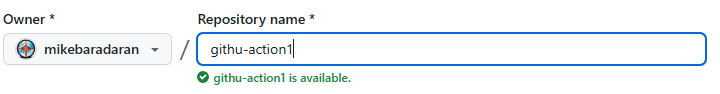 Owner * Repository name *
mikebaradaran / githu-action1
githu-action1 is available.